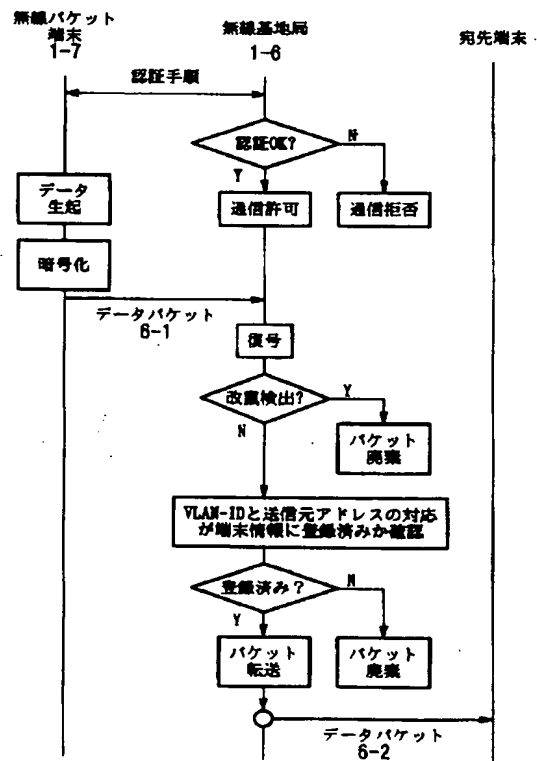 無線パケット
端末
1-7
無線基地局
1-6
宛先端末
認証手順
認証OK?
N
Y
データ
生起
通信許可
通信拒否
暗号化
データパケット
6-1
復号
改竄検出?
Y
N
パケット
廃棄
VLAN-IDと送信元アドレスの対応
が端末情報に登録済みか確認
登録済み?
N
Y
パケット
転送
パケット
廃棄
データパケット
6-2